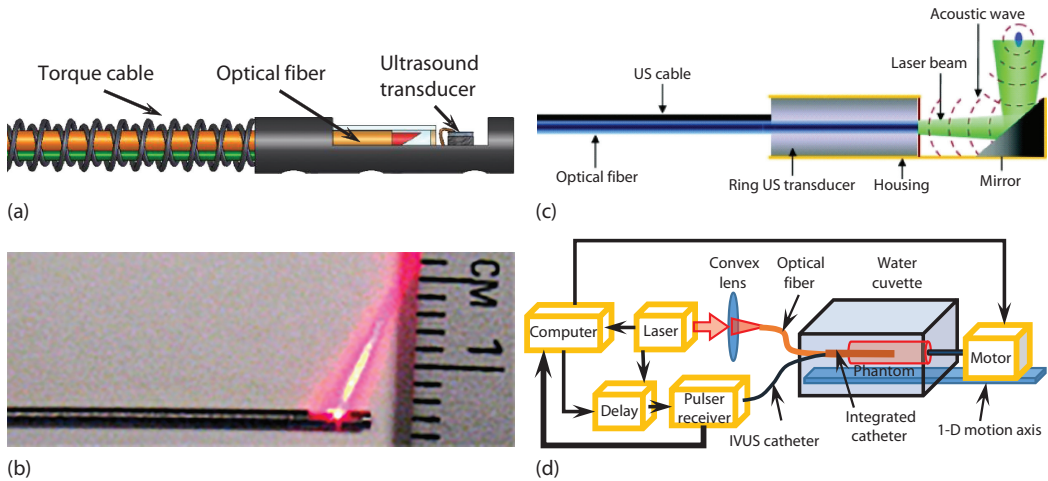 Torque cable
Optical fiber
Ultrasound
transducer
(a)
US cable
Acoustic wave
Laser beam
Optical fiber
Ring US transducer
Housing
Mirror
(c)
CM
1
(b)
Convex
lens
Optical
fiber
Water
cuvette
Computer
Laser
Delay
Pulser
receiver
Phantom
Motor
IVUS catheter
Integrated
catheter
1-D motion axis
(d)